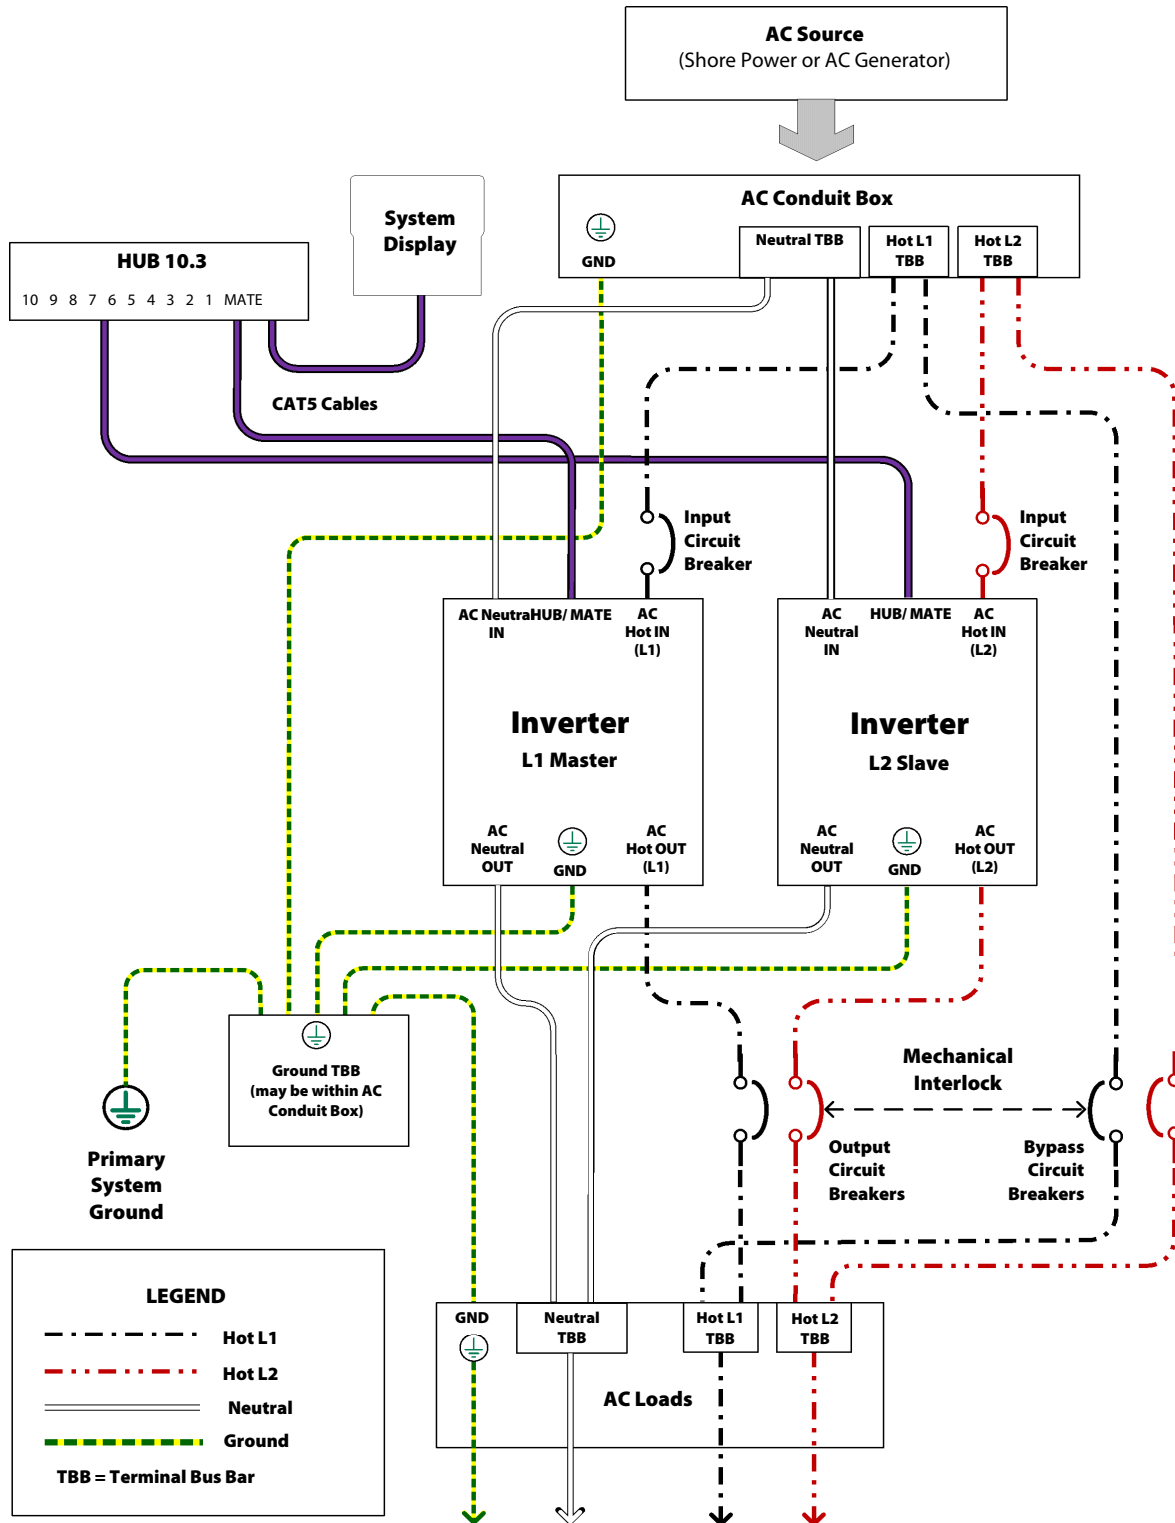 AC Source
(Shore Power or AC Generator)
AC Conduit Box
GND
Neutral TBB
Hot L1
TBB
Hot L2
TBB
System
Display
HUB 10.3
10 9 8 7 6 5 4 3 2 1 MATE
CAT5 Cables
Input
Circuit
Breaker
Input
Circuit
Breaker
AC Neutral
IN
HUB/ MATE
AC
Hot IN
(L1)
Inverter
L1 Master
AC
Neutral
OUT
GND
AC
Hot OUT
(L1)
AC
Neutral
IN
HUB/ MATE
AC
Hot IN
(L2)
Inverter
L2 Slave
AC
Neutral
OUT
GND
AC
Hot OUT
(L2)
Ground TBB
(may be within AC
Conduit Box)
Primary
System
Ground
Mechanical
Interlock
Output
Circuit
Breakers
Bypass
Circuit
Breakers
LEGEND
Hot L1
Hot L2
Neutral
Ground
TBB = Terminal Bus Bar
GND
Neutral
TBB
Hot L1
TBB
Hot L2
TBB
AC Loads